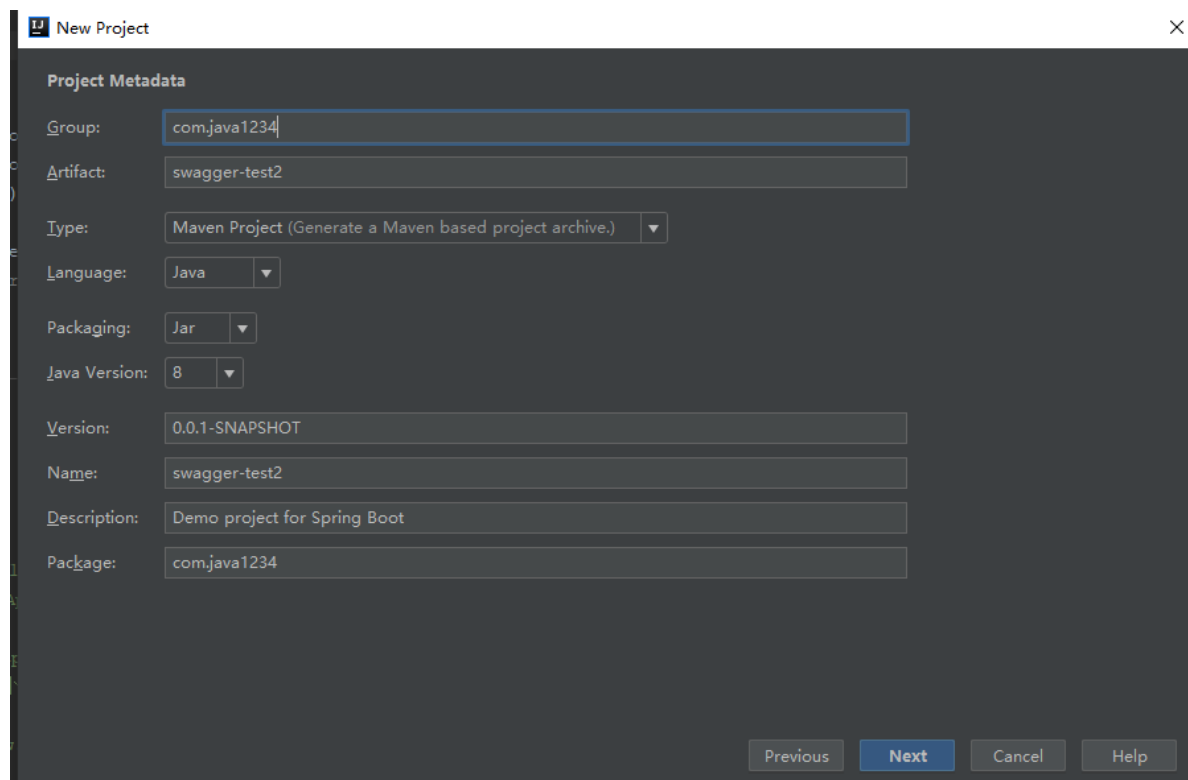 New Project
Project Metadata
Group: com.java1234
Artifact: swagger-test2
Type: Maven Project (Generate a Maven based project archive.)
Language: Java
Packaging: Jar
Java Version: 8
Version: 0.0.1-SNAPSHOT
Name: swagger-test2
Description: Demo project for Spring Boot
Package: com.java1234
Previous Next Cancel Help